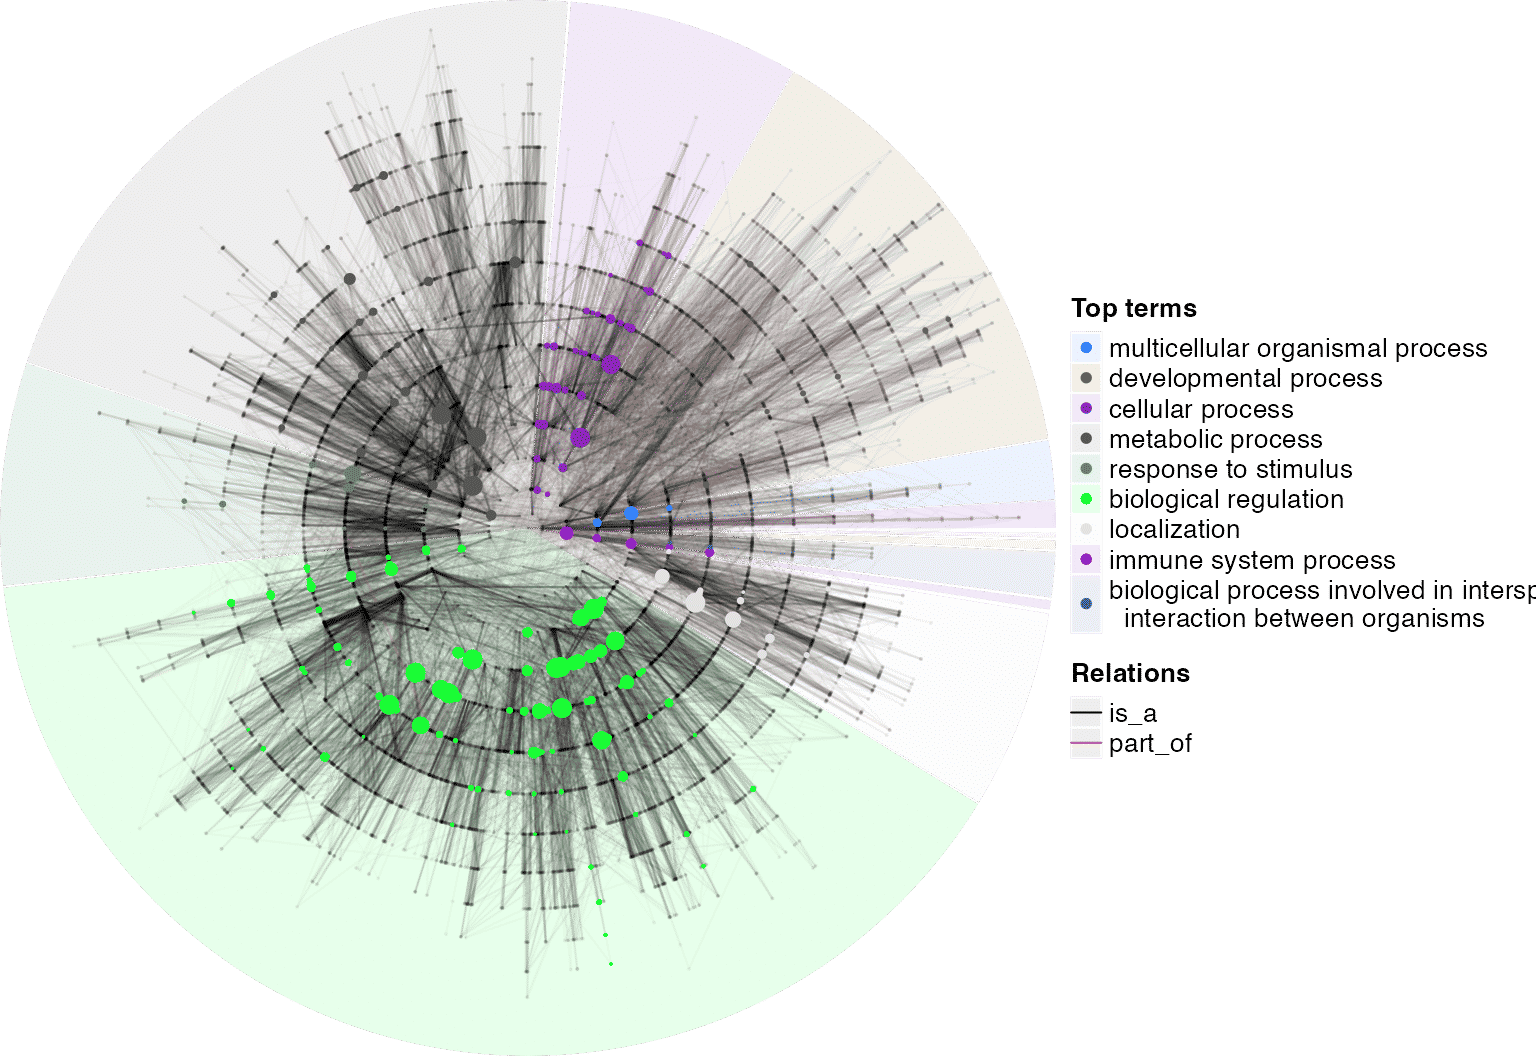 Top terms
multicellular organismal process
developmental process
cellular process
metabolic process
response to stimulus
biological regulation
localization
immune system process
biological process involved in intersp
interaction between organisms
Relations
is_a
part_of